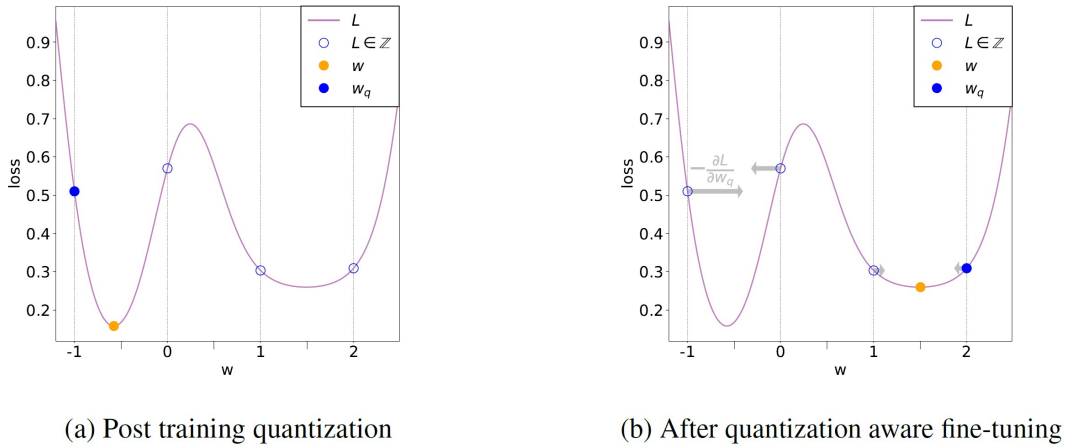 0.9
0.8
0.7
0.6
0.5
0.4
0.3
0.2
loss
-1
0
1
2
w
L
L ∈ ℤ
w
w_q
(a) Post training quantization
0.9
0.8
0.7
0.6
0.5
0.4
0.3
0.2
loss
-1
0
1
2
w
L
L ∈ ℤ
w
w_q
−∂L/∂w_q
(b) After quantization aware fine-tuning